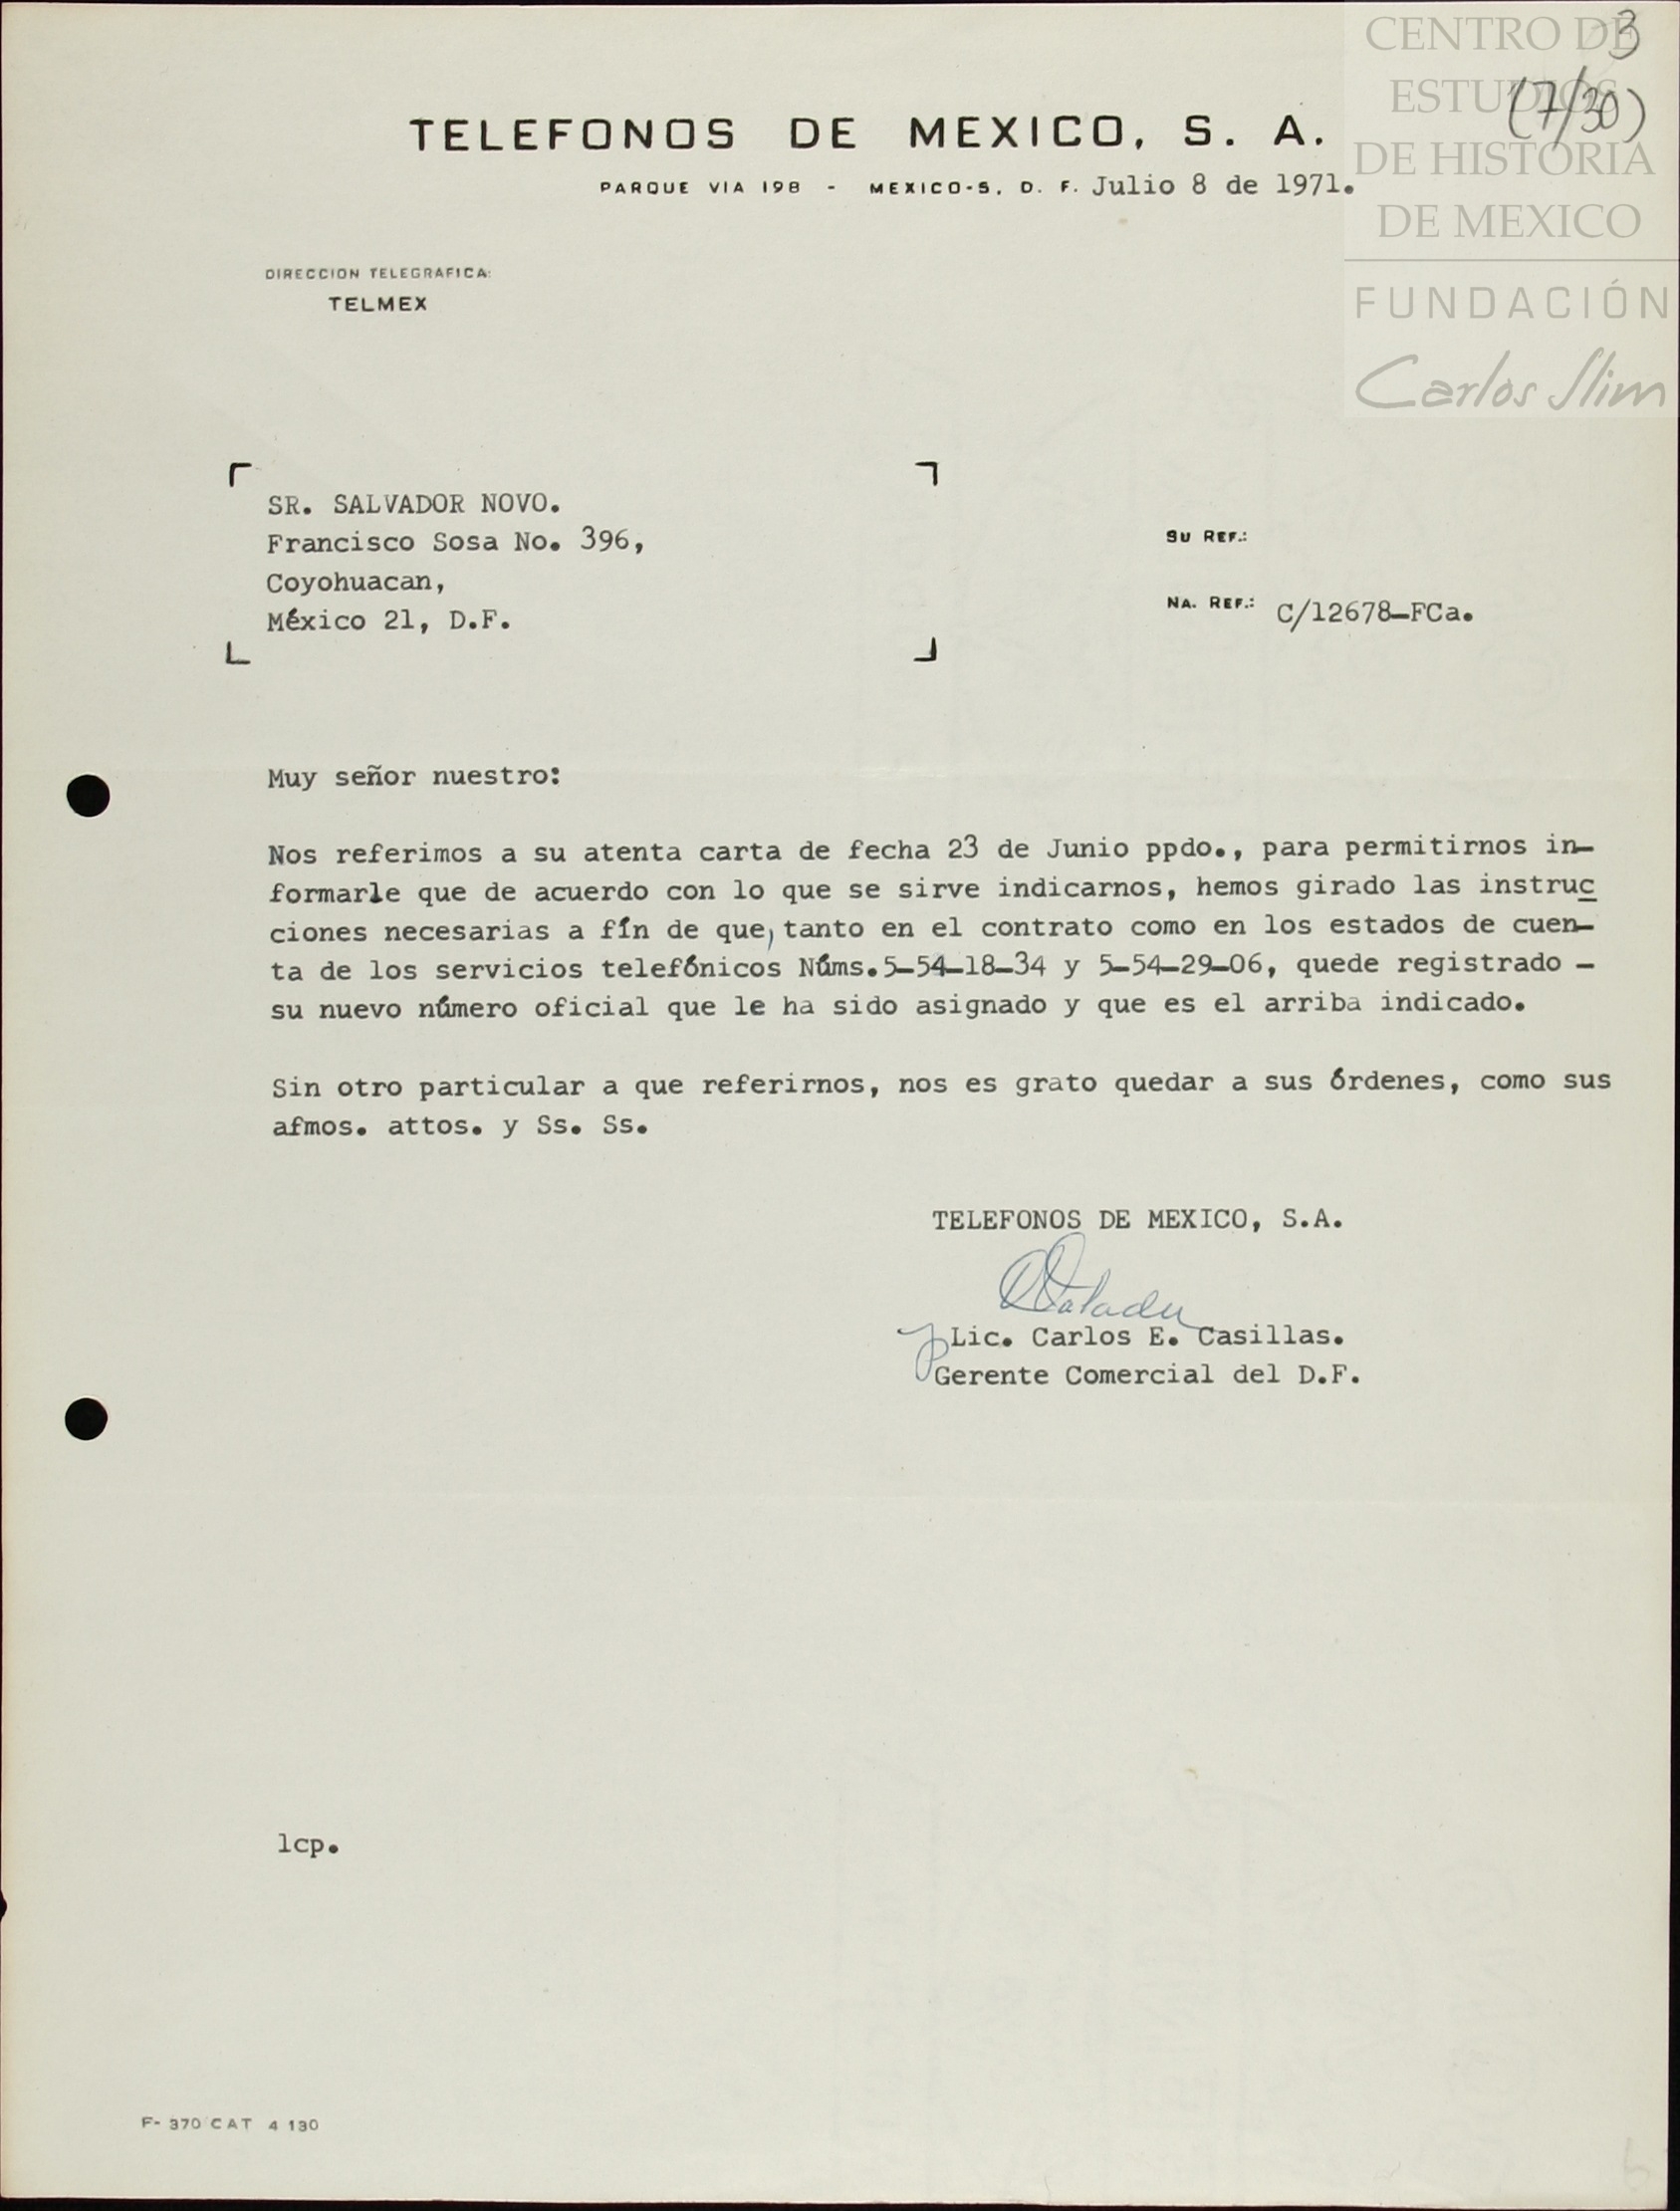 3
(7/30)
CENTRO DE
ESTUDIOS
DE HISTORIA
DE MEXICO
FUNDACIÓN
Carlos Slim
TELEFONOS DE MEXICO, S. A.
PARQUE VIA 198 - MEXICO-5, D. F. Julio 8 de 1971.
DIRECCION TELEGRAFICA:
TELMEX
SR. SALVADOR NOVO.
Francisco Sosa No. 396,
Coyohuacan,
México 21, D.F.
SU REF.:
NA. REF.: C/12678-FCa.
Muy señor nuestro:
Nos referimos a su atenta carta de fecha 23 de Junio ppdo., para permitirnos in-
formarle que de acuerdo con lo que se sirve indicarnos, hemos girado las instruc
ciones necesarias a fín de que, tanto en el contrato como en los estados de cuen-
ta de los servicios telefónicos Núms.5-54-18-34 y 5-54-29-06, quede registrado -
su nuevo número oficial que le ha sido asignado y que es el arriba indicado.
Sin otro particular a que referirnos, nos es grato quedar a sus órdenes, como sus
afmos. attos. y Ss. Ss.
TELEFONOS DE MEXICO, S.A.
Lic. Carlos E. Casillas.
Gerente Comercial del D.F.
lcp.
F- 370 CAT 4 130